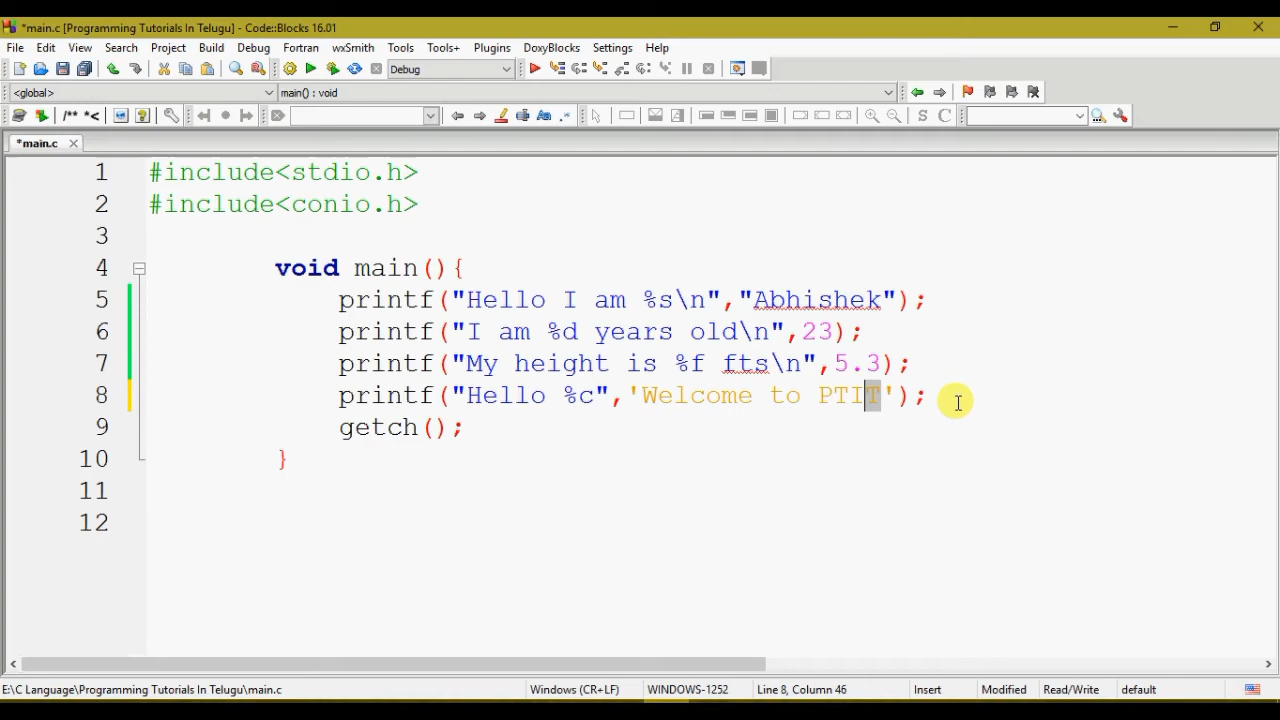 *main.c [Programming Tutorials In Telugu] - Code::Blocks 16.01
File Edit View Search Project Build Debug Fortran wxSmith Tools Tools+ Plugins DoxyBlocks Settings Help
Debug
<global> main() : void
/** *< Aa .* S C
*main.c
1 #include<stdio.h>
2 #include<conio.h>
3
4 void main(){
5 printf("Hello I am %s\n","Abhishek");
6 printf("I am %d years old\n",23);
7 printf("My height is %f fts\n",5.3);
8 printf("Hello %c",'Welcome to PTIT');
9 getch();
10 }
11
12
E:\C Language\Programming Tutorials In Telugu\main.c Windows (CR+LF) WINDOWS-1252 Line 8, Column 46 Insert Modified Read/Write default